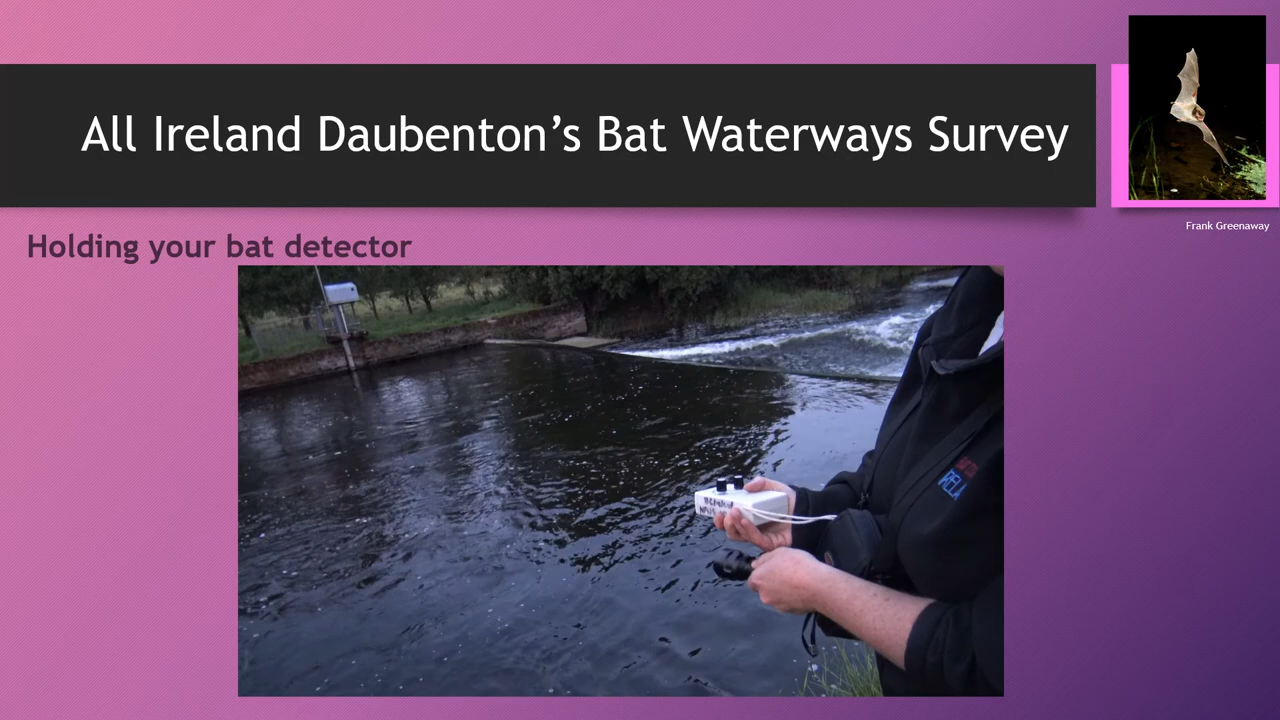 All Ireland Daubenton’s Bat Waterways Survey
Frank Greenaway
Holding your bat detector